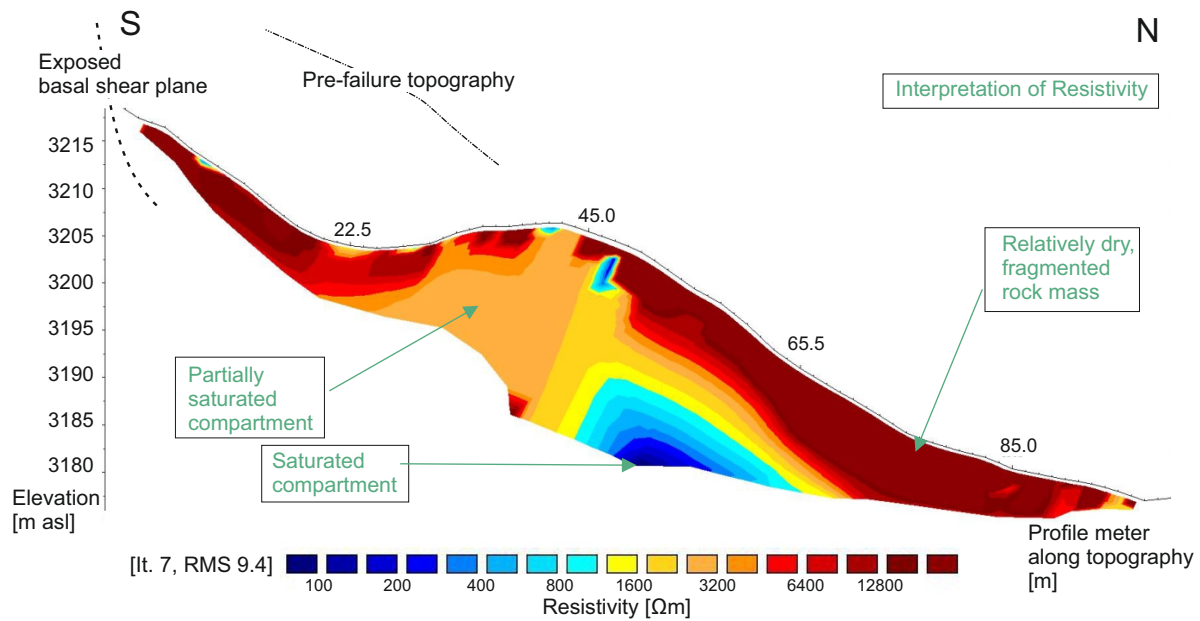 S
N
Exposed
basal shear plane
Pre-failure topography
Interpretation of Resistivity
3215
3210
3205
3200
3195
3190
3185
3180
Elevation
[m asl]
22.5
45.0
65.5
85.0
Relatively dry,
fragmented
rock mass
Partially
saturated
compartment
Saturated
compartment
Profile meter
along topography
[m]
[It. 7, RMS 9.4]
100 200 400 800 1600 3200 6400 12800
Resistivity [Ωm]